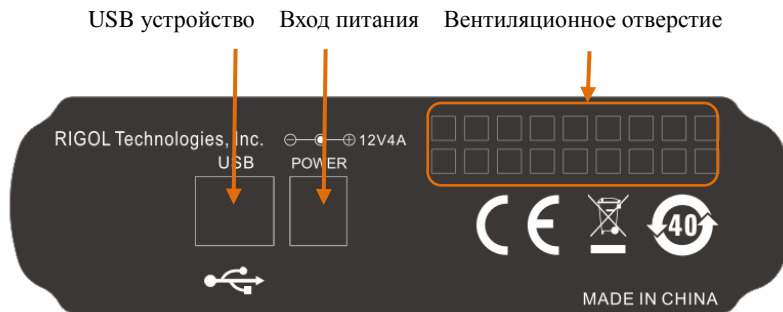 USB устройство Вход питания Вентиляционное отверстие
RIGOL Technologies, Inc. 12V4A
USB POWER
CE 40
MADE IN CHINA